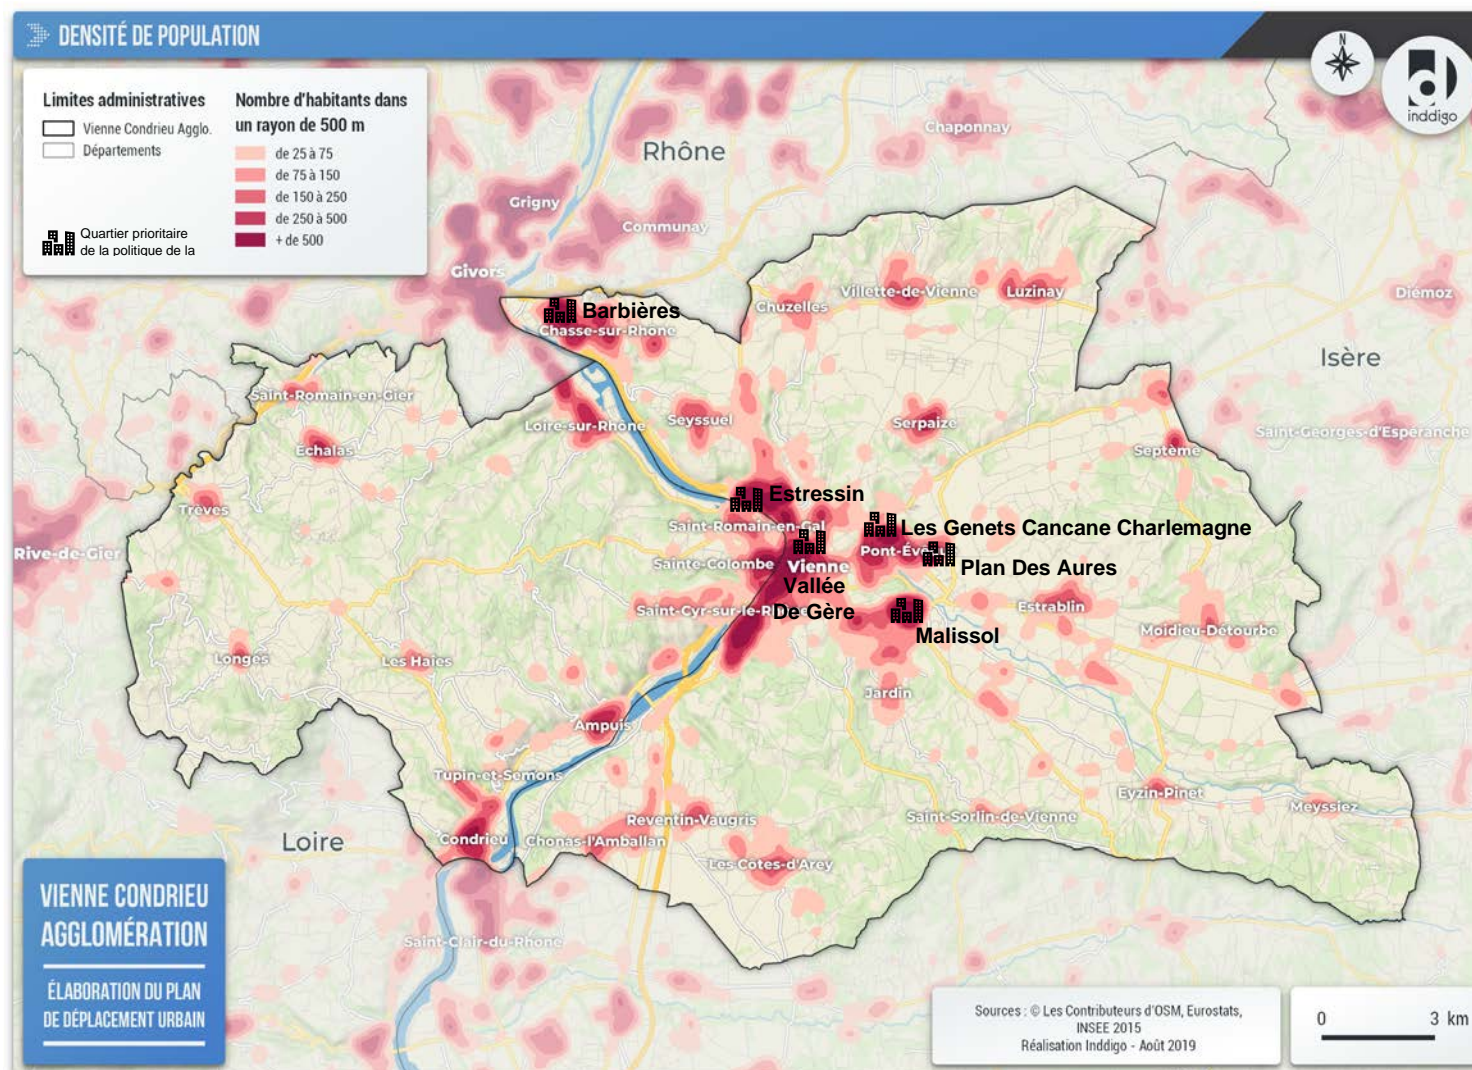 DENSITÉ DE POPULATION
N
inddigo
Limites administratives
Vienne Condrieu Agglo.
Départements
Quartier prioritaire
de la politique de la
Nombre d'habitants dans
un rayon de 500 m
de 25 à 75
de 75 à 150
de 150 à 250
de 250 à 500
+ de 500
Rhône
Chaponnay
Grigny
Communay
Givors
Diémoz
Isère
Villette-de-Vienne
Luzinay
Chuzelles
Barbières
Chasse-sur-Rhône
Saint-Romain-en-Gier
Loire-sur-Rhône
Seyssuel
Serpaize
Saint-Georges-d'Espéranche
Echalas
Septème
Trèves
Estressin
Saint-Romain-en-Gal
Les Genets Cancane Charlemagne
Rive-de-Gier
Sainte-Colombe
Vienne
Plan Des Aures
Vallée
De Gère
Saint-Cyr-sur-le-R
Estrablin
Malissol
Moidieu-Détourbe
Longes
Les Haies
Jardin
Ampuis
Tupin-et-Semons
Eyzin-Pinet
Meyssiez
Saint-Sorlin-de-Vienne
Reventin-Vaugris
Condrieu
Chonas-l'Amballan
Les Côtes-d'Arey
Loire
Saint-Clair-du-Rhône
VIENNE CONDRIEU
AGGLOMÉRATION
ÉLABORATION DU PLAN
DE DÉPLACEMENT URBAIN
Sources : © Les Contributeurs d'OSM, Eurostats,
INSEE 2015
Réalisation Inddigo - Août 2019
0 3 km